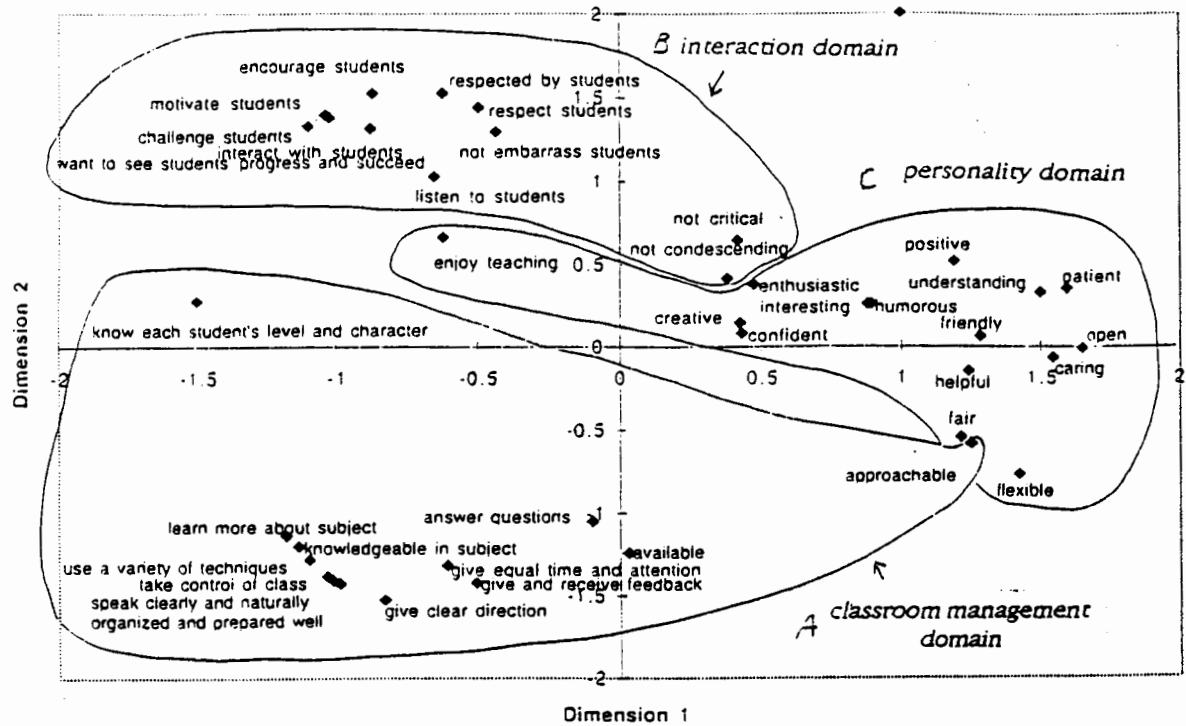 2
B interaction domain
encourage students
respected by students
1.5
motivate students
respect students
challenge students
interact with students
not embarrass students
want to see students' progress and succeed
1
listen to students
C personality domain
not critical
positive
not condescending
0.5
enjoy teaching
enthusiastic
understanding
patient
interesting
humorous
know each student's level and character
creative
confident
friendly
open
0
-2
-1.5
-1
-0.5
0
0.5
1
1.5
2
caring
helpful
Dimension 2
-0.5
fair
approachable
flexible
-1
answer questions
learn more about subject
knowledgeable in subject
available
use a variety of techniques
give equal time and attention
take control of class
give and receive feedback
speak clearly and naturally
-1.5
give clear direction
organized and prepared well
A classroom management
domain
-2
Dimension 1